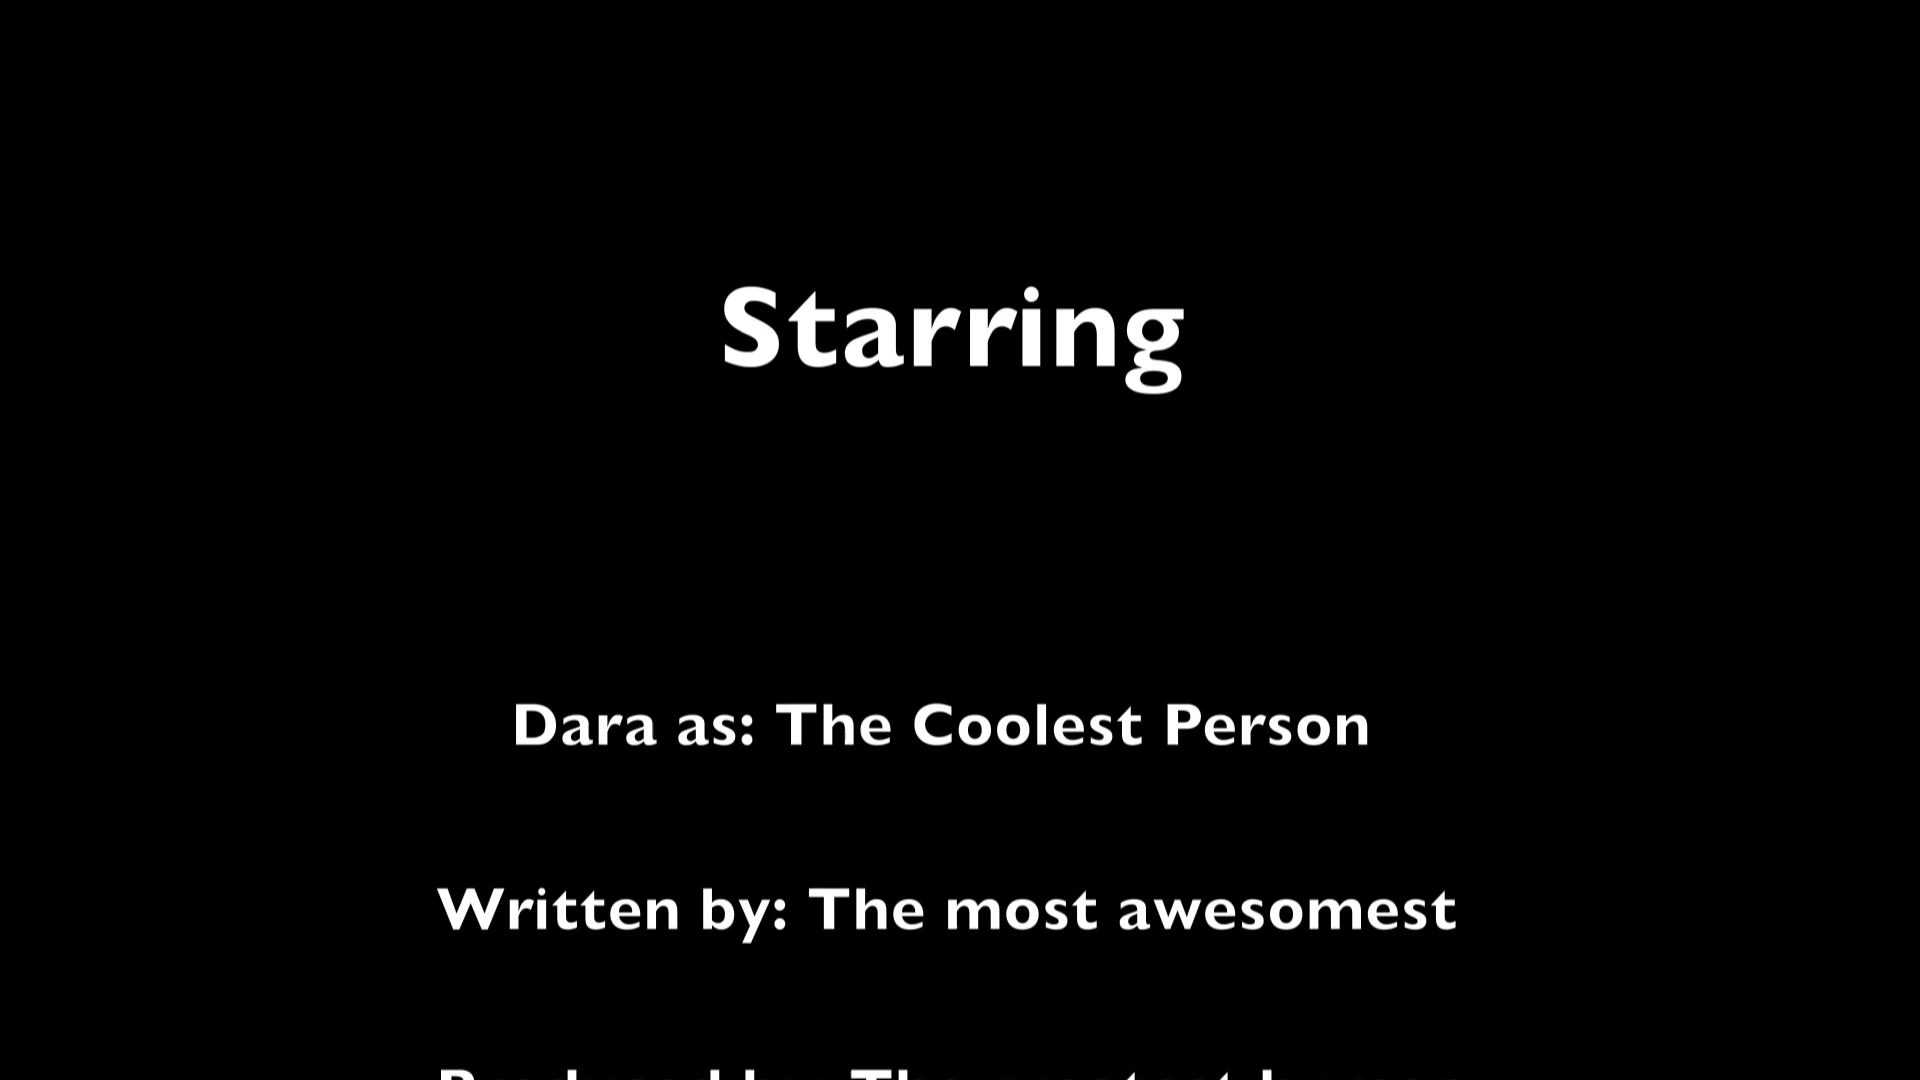 Starring
Dara as: The Coolest Person
Written by: The most awesomest